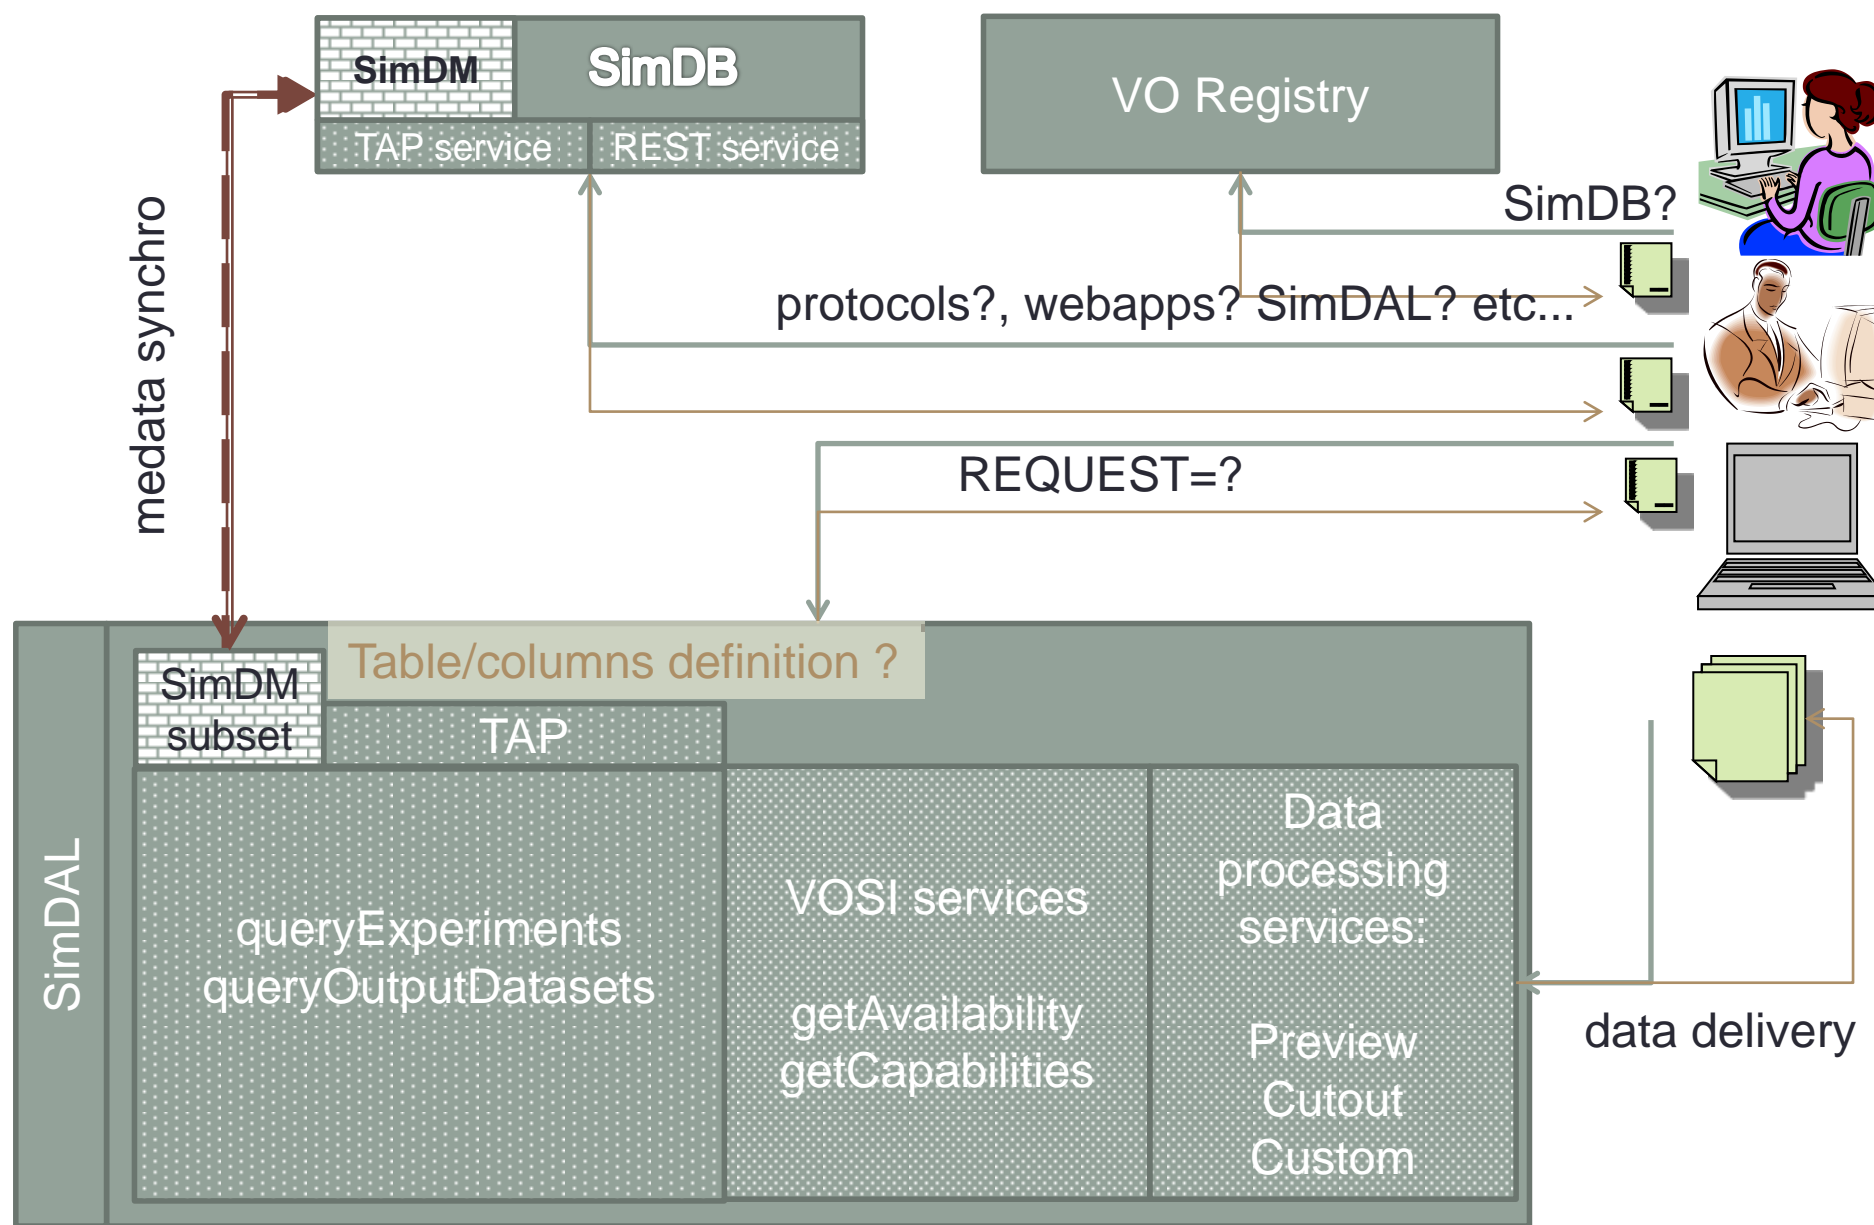 SimDM
SimDB
TAP service
REST service
VO Registry
SimDB?
protocols?, webapps? SimDAL? etc...
REQUEST=?
medata synchro
SimDAL
SimDM
subset
Table/columns definition ?
TAP
queryExperiments
queryOutputDatasets
VOSI services
getAvailability
getCapabilities
Data
processing
services:
Preview
Cutout
Custom
data delivery